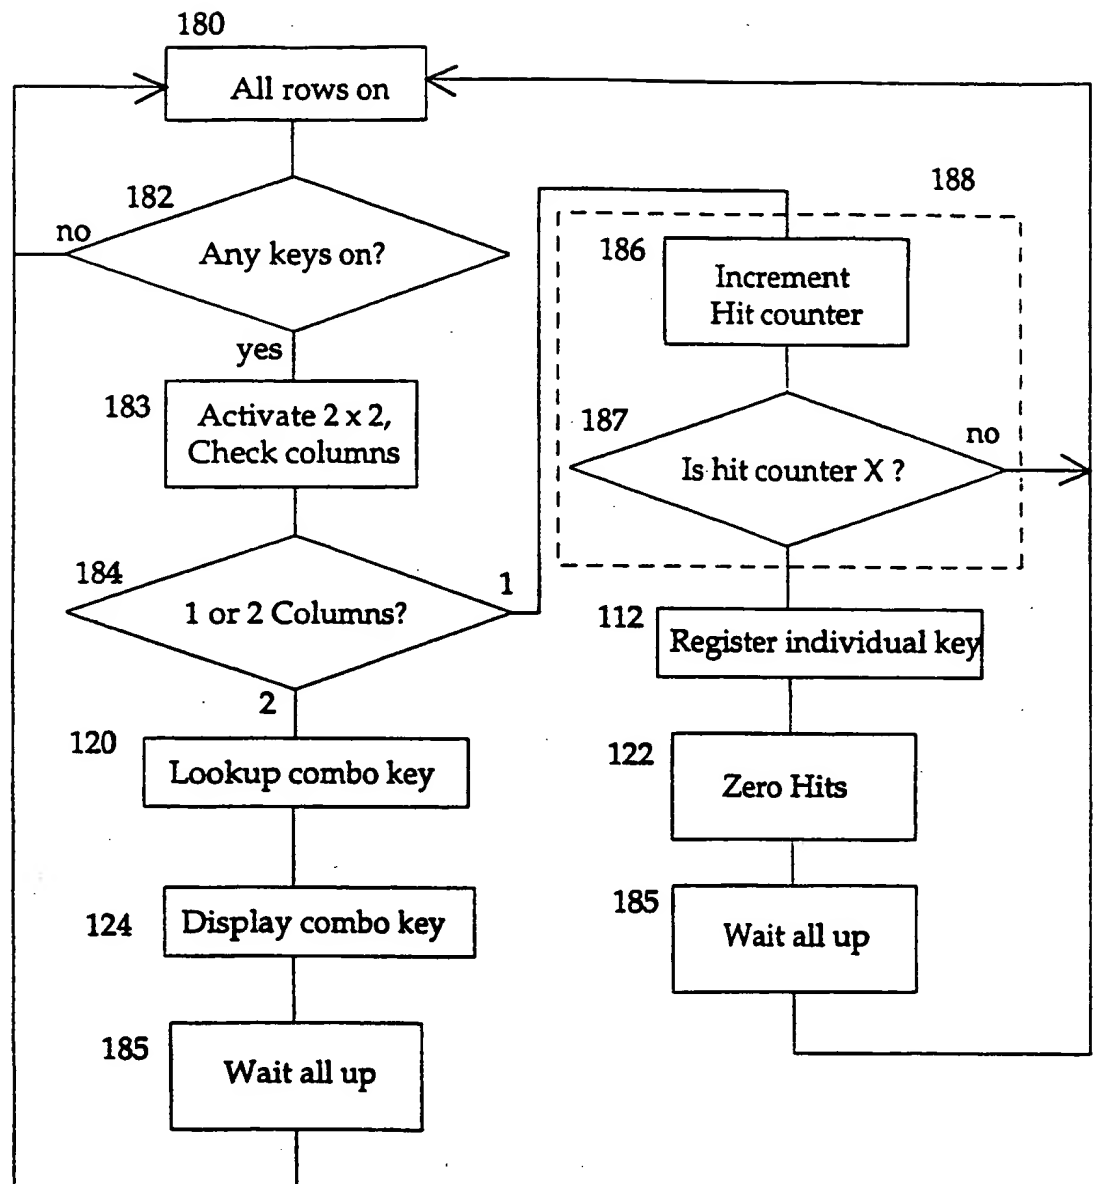 180
All rows on
182
no
Any keys on?
yes
183
Activate 2 x 2,
Check columns
184
1
1 or 2 Columns?
2
120
Lookup combo key
124
Display combo key
185
Wait all up
188
186
Increment
Hit counter
187
no
Is hit counter X ?
112
Register individual key
122
Zero Hits
185
Wait all up